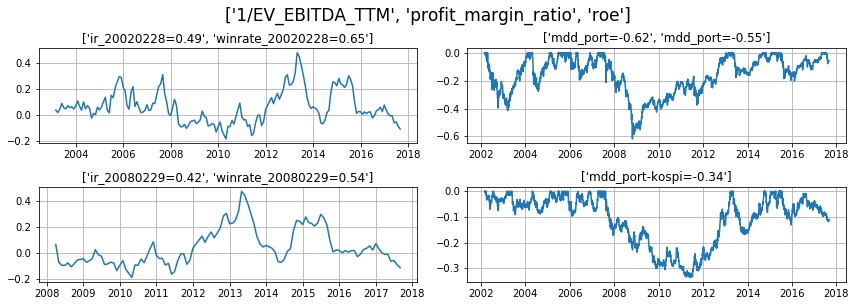 ['1/EV_EBITDA_TTM', 'profit_margin_ratio', 'roe']
['ir_20020228=0.49', 'winrate_20020228=0.65']
0.4
0.2
0.0
−0.2
2004 2006 2008 2010 2012 2014 2016 2018
['mdd_port=-0.62', 'mdd_port=-0.55']
0.0
−0.2
−0.4
−0.6
2002 2004 2006 2008 2010 2012 2014 2016 2018
['ir_20080229=0.42', 'winrate_20080229=0.54']
0.4
0.2
0.0
−0.2
2008 2009 2010 2011 2012 2013 2014 2015 2016 2017 2018
['mdd_port-kospi=-0.34']
0.0
−0.1
−0.2
−0.3
2002 2004 2006 2008 2010 2012 2014 2016 2018